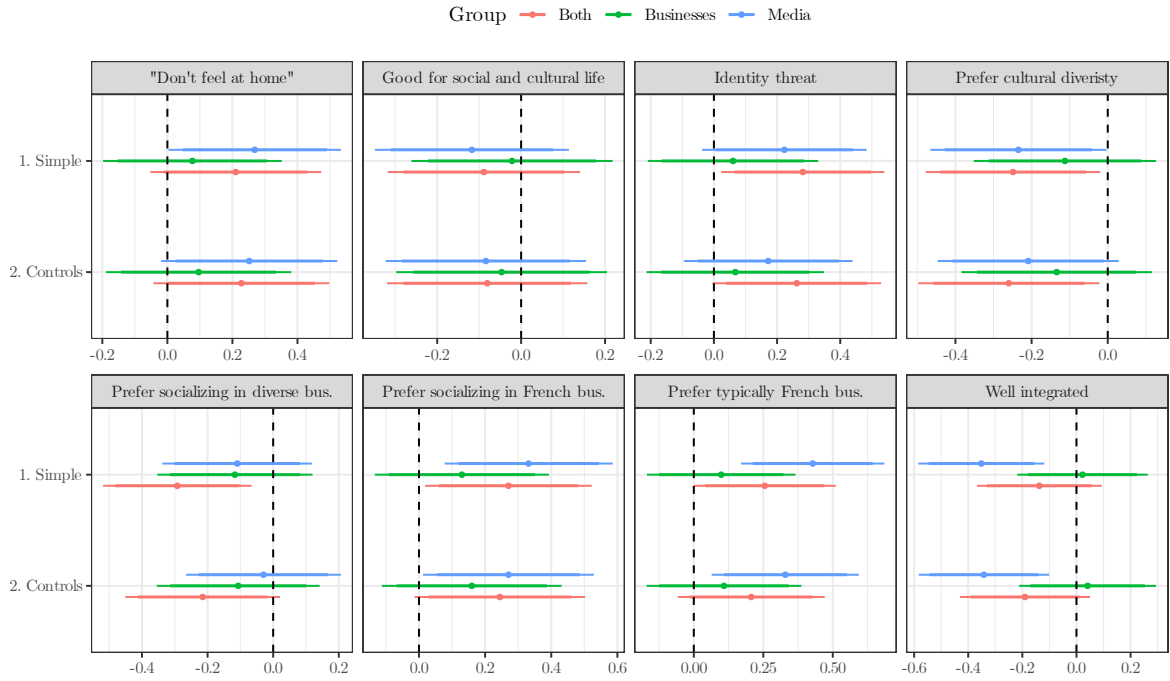 Group Both Businesses Media
"Don't feel at home" Good for social and cultural life Identity threat Prefer cultural diveristy
1. Simple
2. Controls
-0.2 0.0 0.2 0.4 -0.4 -0.2 0.0 0.2 -0.2 0.0 0.2 0.4 -0.4 -0.2 0.0
Prefer socializing in diverse bus. Prefer socializing in French bus. Prefer typically French bus. Well integrated
1. Simple
2. Controls
-0.4 -0.2 0.0 0.2 0.0 0.2 0.4 0.6 0.00 0.25 0.50 -0.6 -0.4 -0.2 0.0 0.2